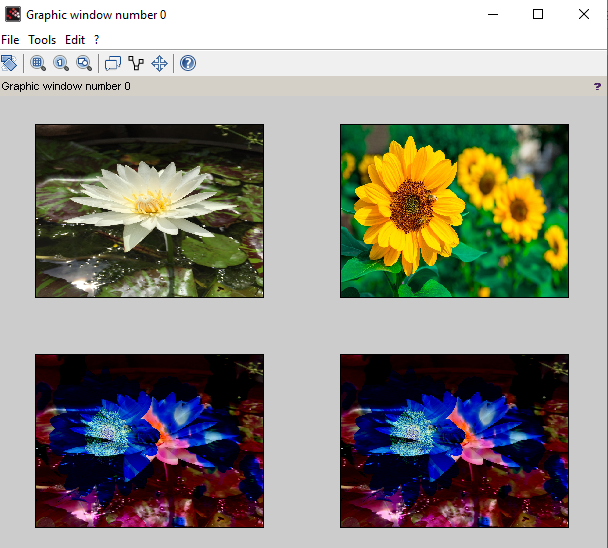 Graphic window number 0
File Tools Edit ?
Graphic window number 0 ?